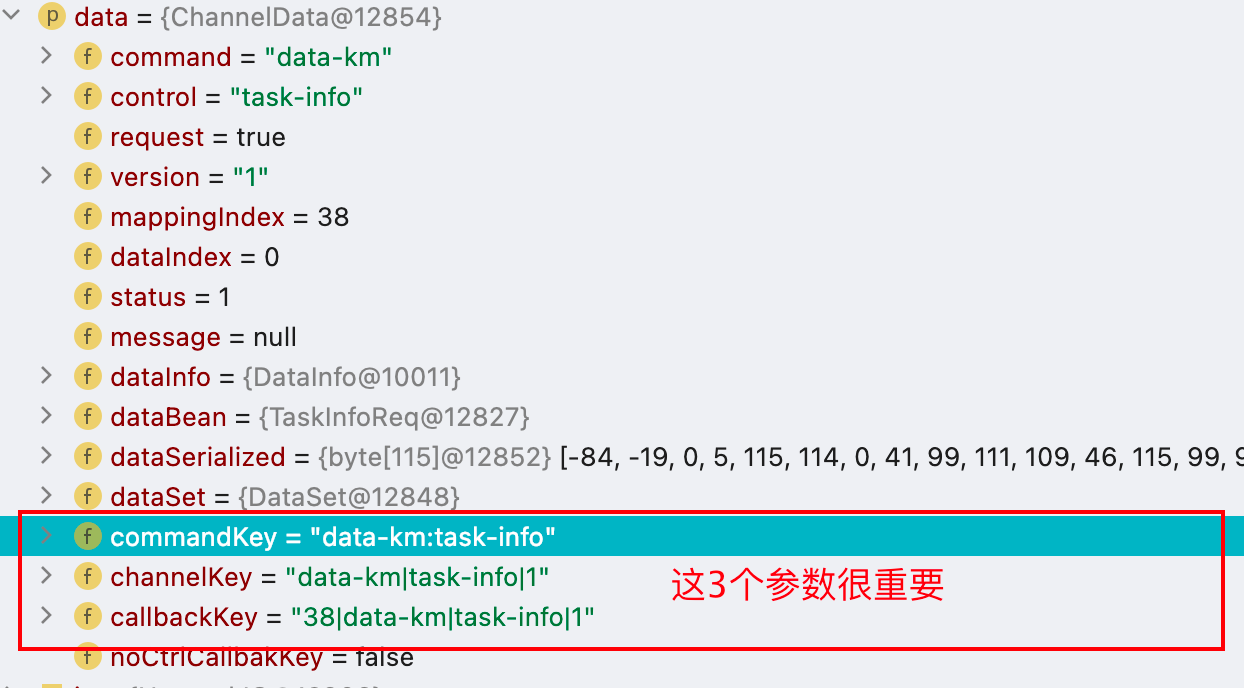 p data = {ChannelData@12854}
f command = "data-km"
f control = "task-info"
f request = true
f version = "1"
f mappingIndex = 38
f dataIndex = 0
f status = 1
f message = null
f dataInfo = {DataInfo@10011}
f dataBean = {TaskInfoReq@12827}
f dataSerialized = {byte[115]@12852} [-84, -19, 0, 5, 115, 114, 0, 41, 99, 111, 109, 46, 115, 99, 9
f dataSet = {DataSet@12848}
f commandKey = "data-km:task-info"
f channelKey = "data-km|task-info|1"
这3个参数很重要
f callbackKey = "38|data-km|task-info|1"
f noCtrlCallbakKey = false